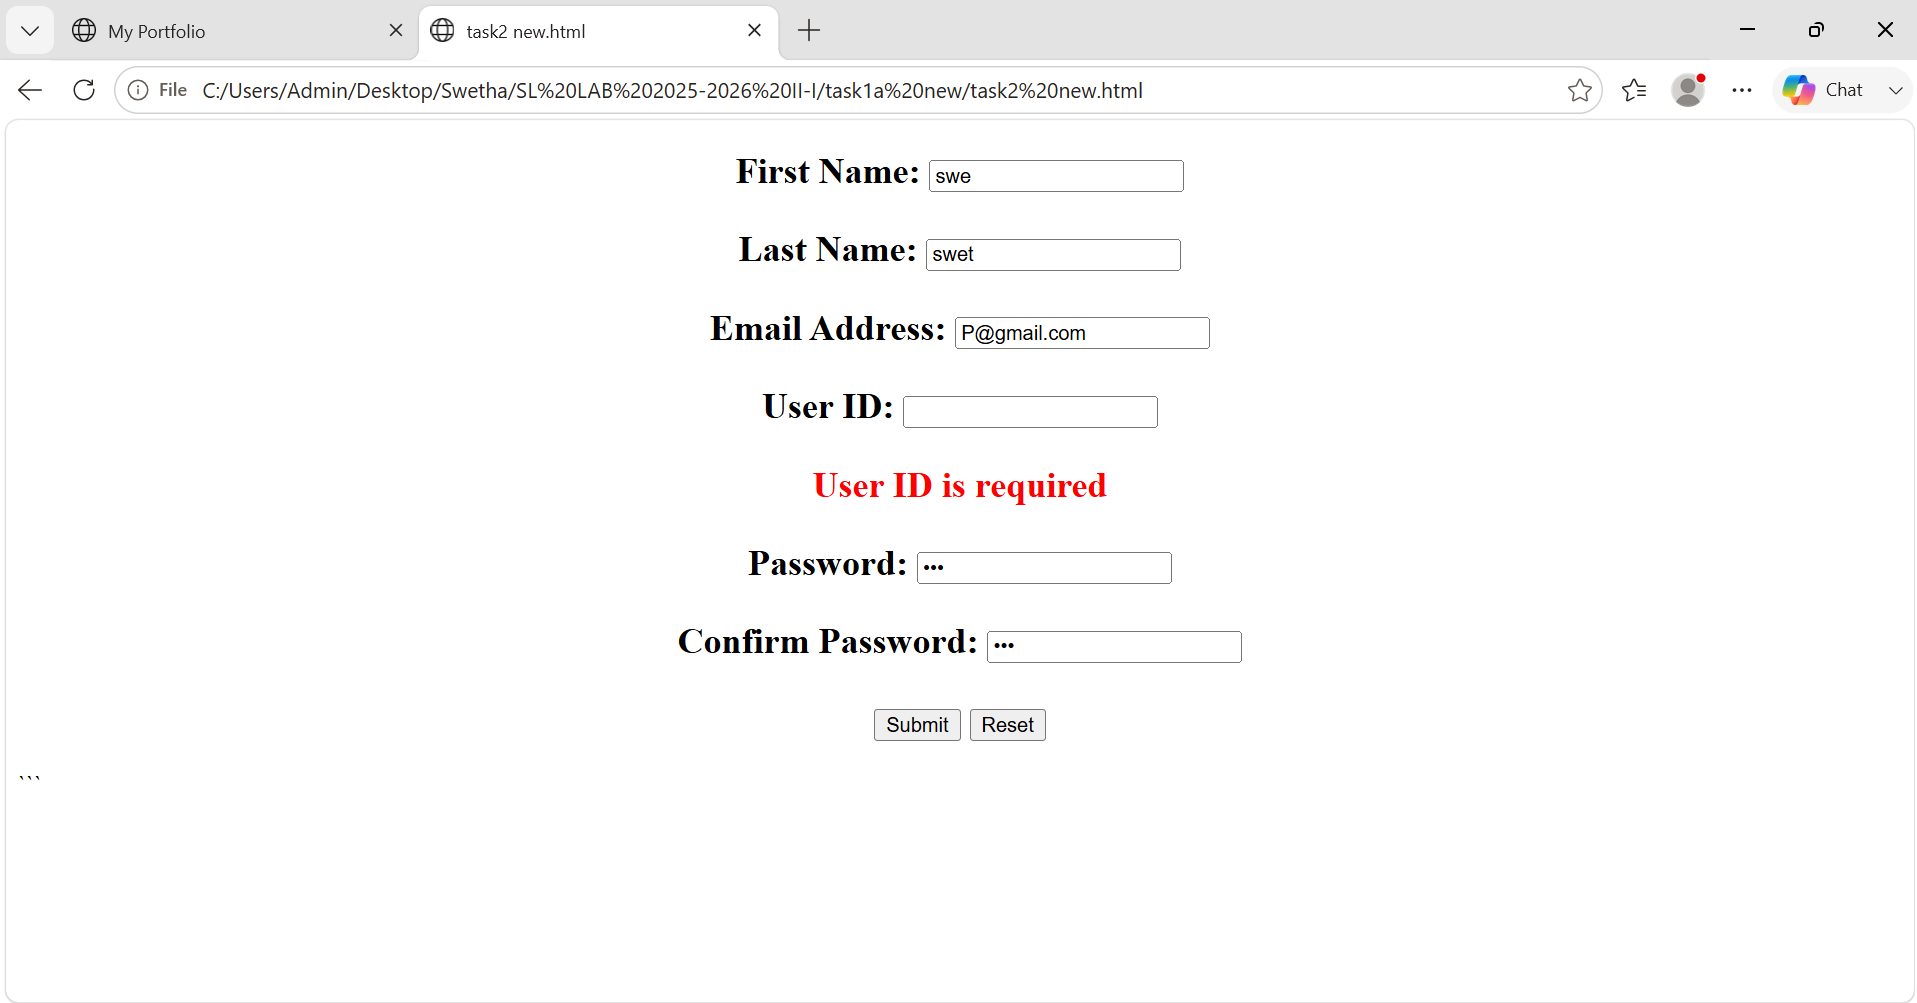 My Portfolio
task2 new.html
File C:/Users/Admin/Desktop/Swetha/SL%20LAB%202025-2026%20II-I/task1a%20new/task2%20new.html
Chat
First Name: swe
Last Name: swet
Email Address: P@gmail.com
User ID:
User ID is required
Password: •••
Confirm Password: •••
Submit Reset
```